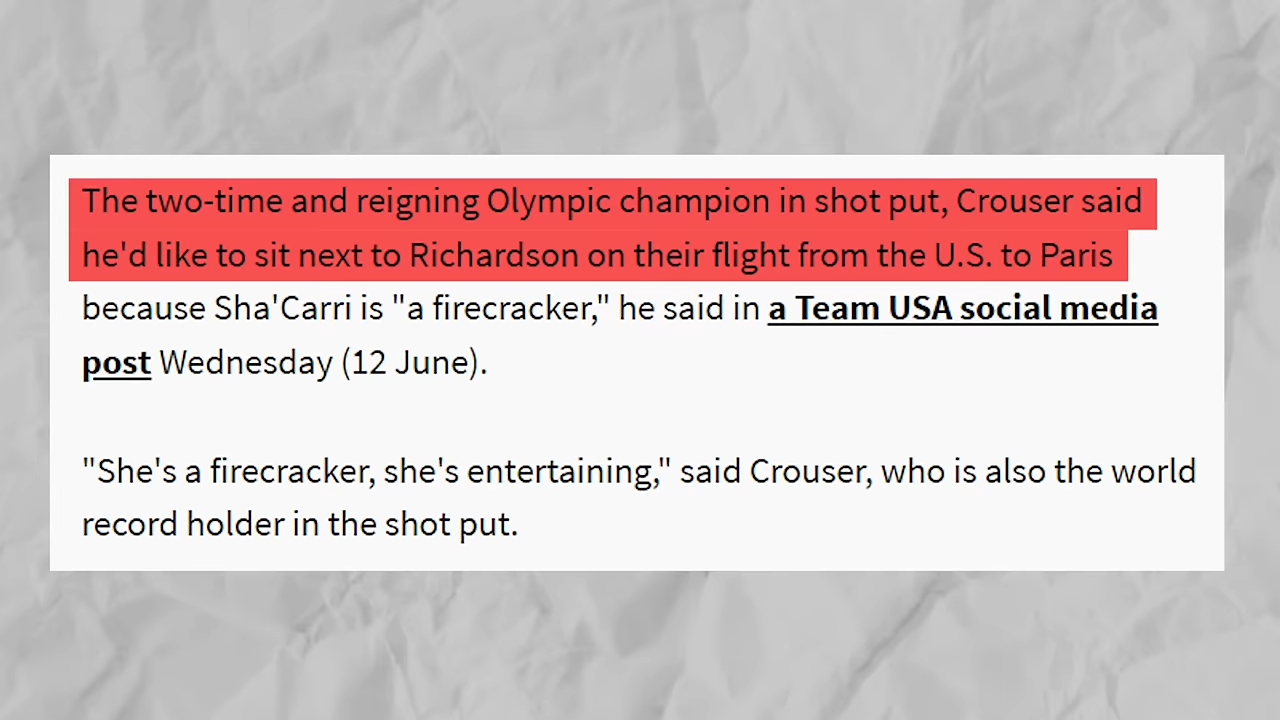 The two-time and reigning Olympic champion in shot put, Crouser said
he'd like to sit next to Richardson on their flight from the U.S. to Paris
because Sha'Carri is "a firecracker," he said in a Team USA social media
post Wednesday (12 June).
"She's a firecracker, she's entertaining," said Crouser, who is also the world
record holder in the shot put.